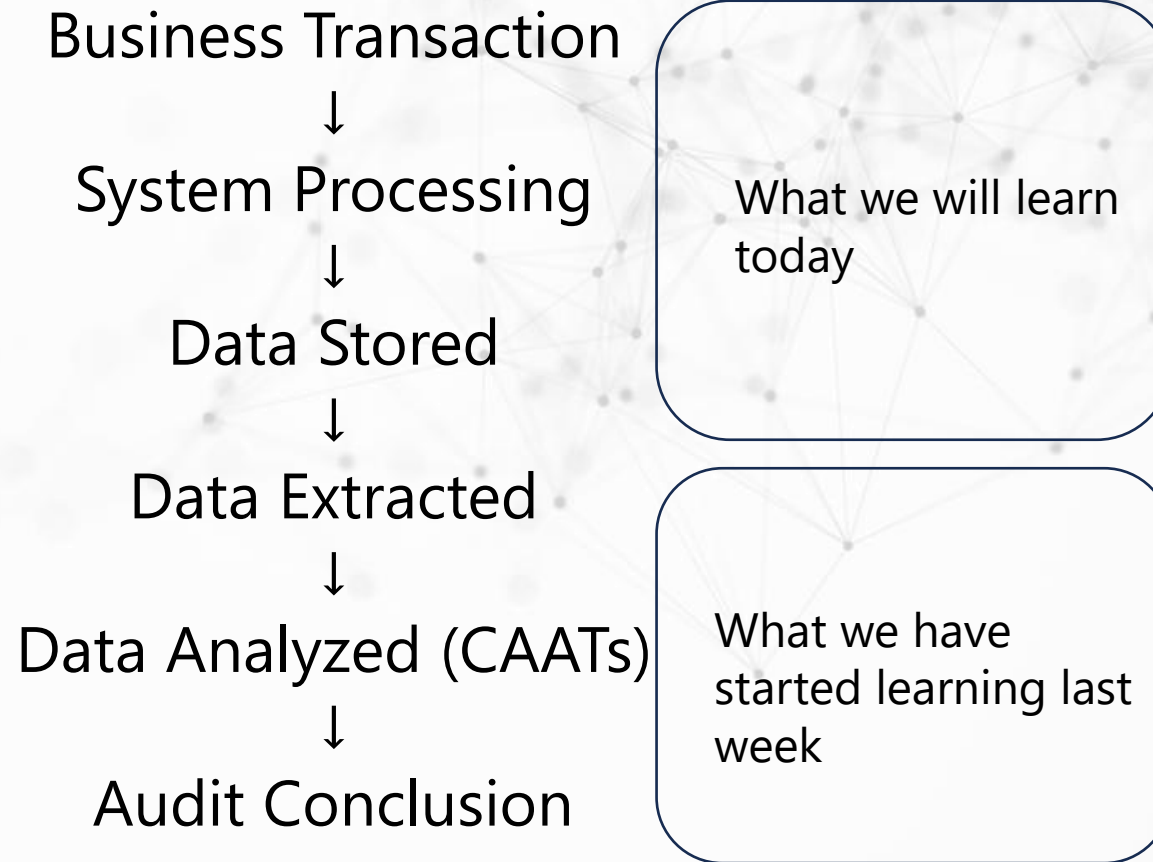 Business Transaction
↓
System Processing
↓
Data Stored
↓
Data Extracted
↓
Data Analyzed (CAATs)
↓
Audit Conclusion
What we will learn
today
What we have
started learning last
week